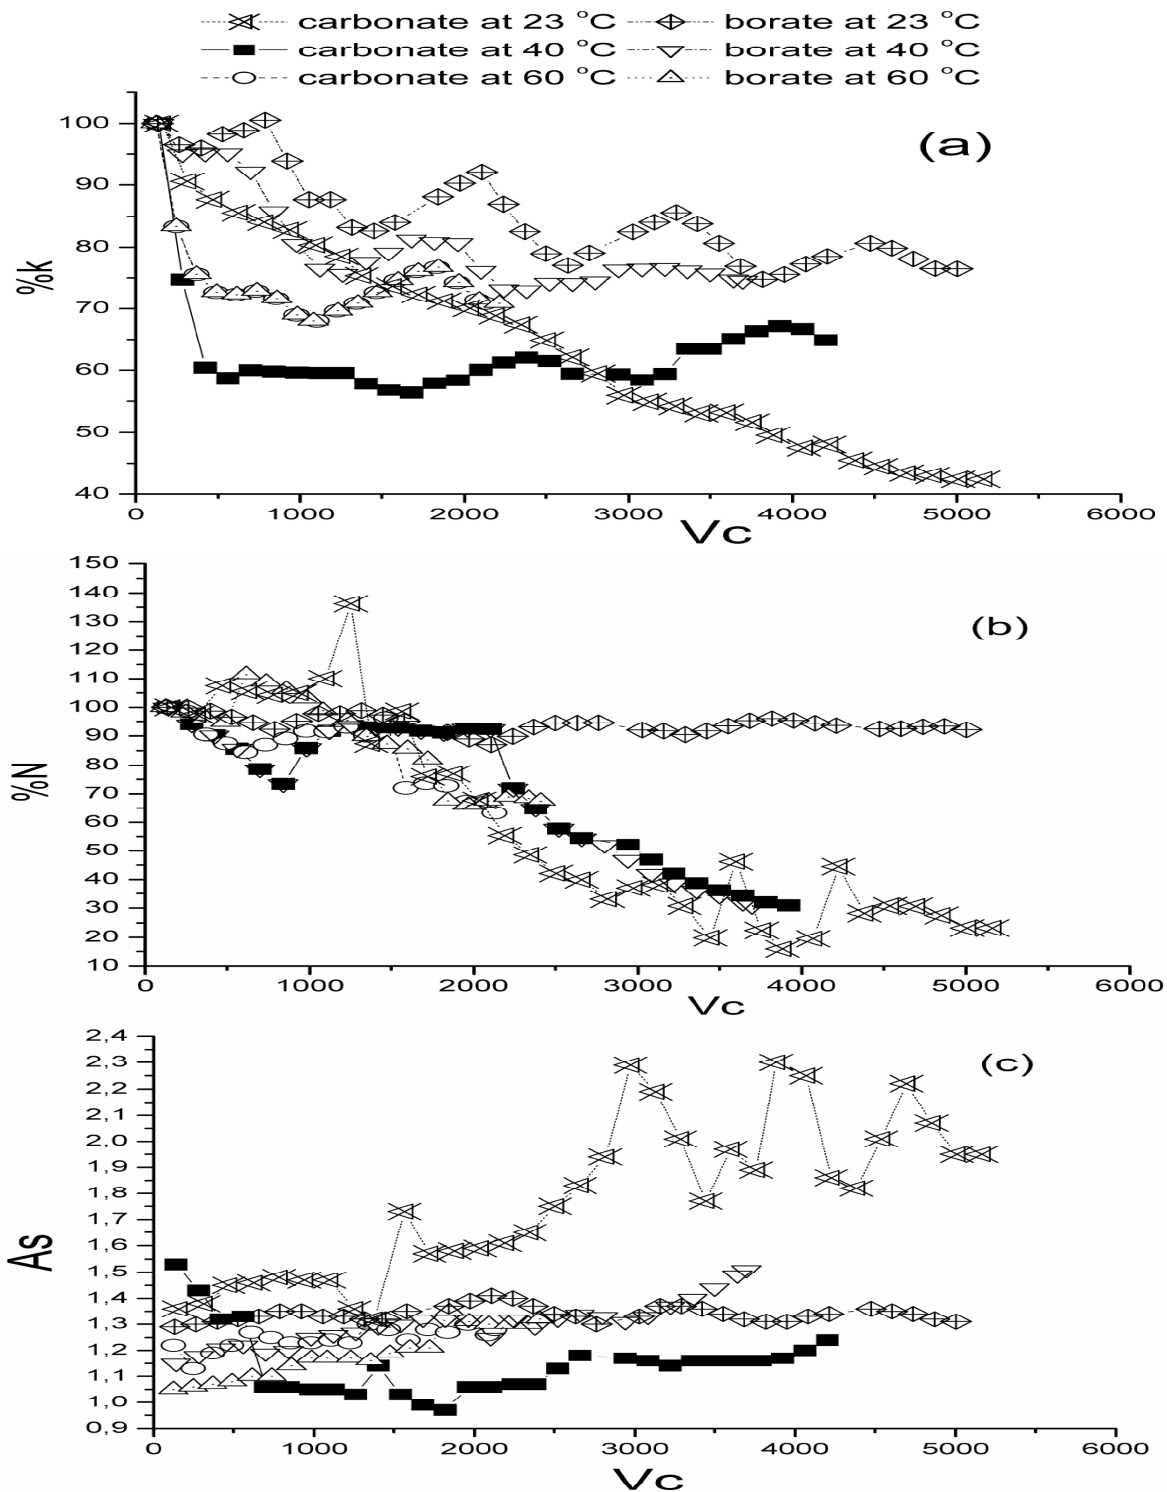 carbonate at 23 °C borate at 23 °C
carbonate at 40 °C borate at 40 °C
carbonate at 60 °C borate at 60 °C
(a)
100
90
80
70
60
50
40
%k
0 1000 2000 3000 4000 5000 6000
Vc
(b)
150
140
130
120
110
100
90
80
70
60
50
40
30
20
10
%N
0 1000 2000 3000 4000 5000 6000
Vc
(c)
2,4
2,3
2,2
2,1
2,0
1,9
1,8
1,7
1,6
1,5
1,4
1,3
1,2
1,1
1,0
0,9
As
0 1000 2000 3000 4000 5000 6000
Vc